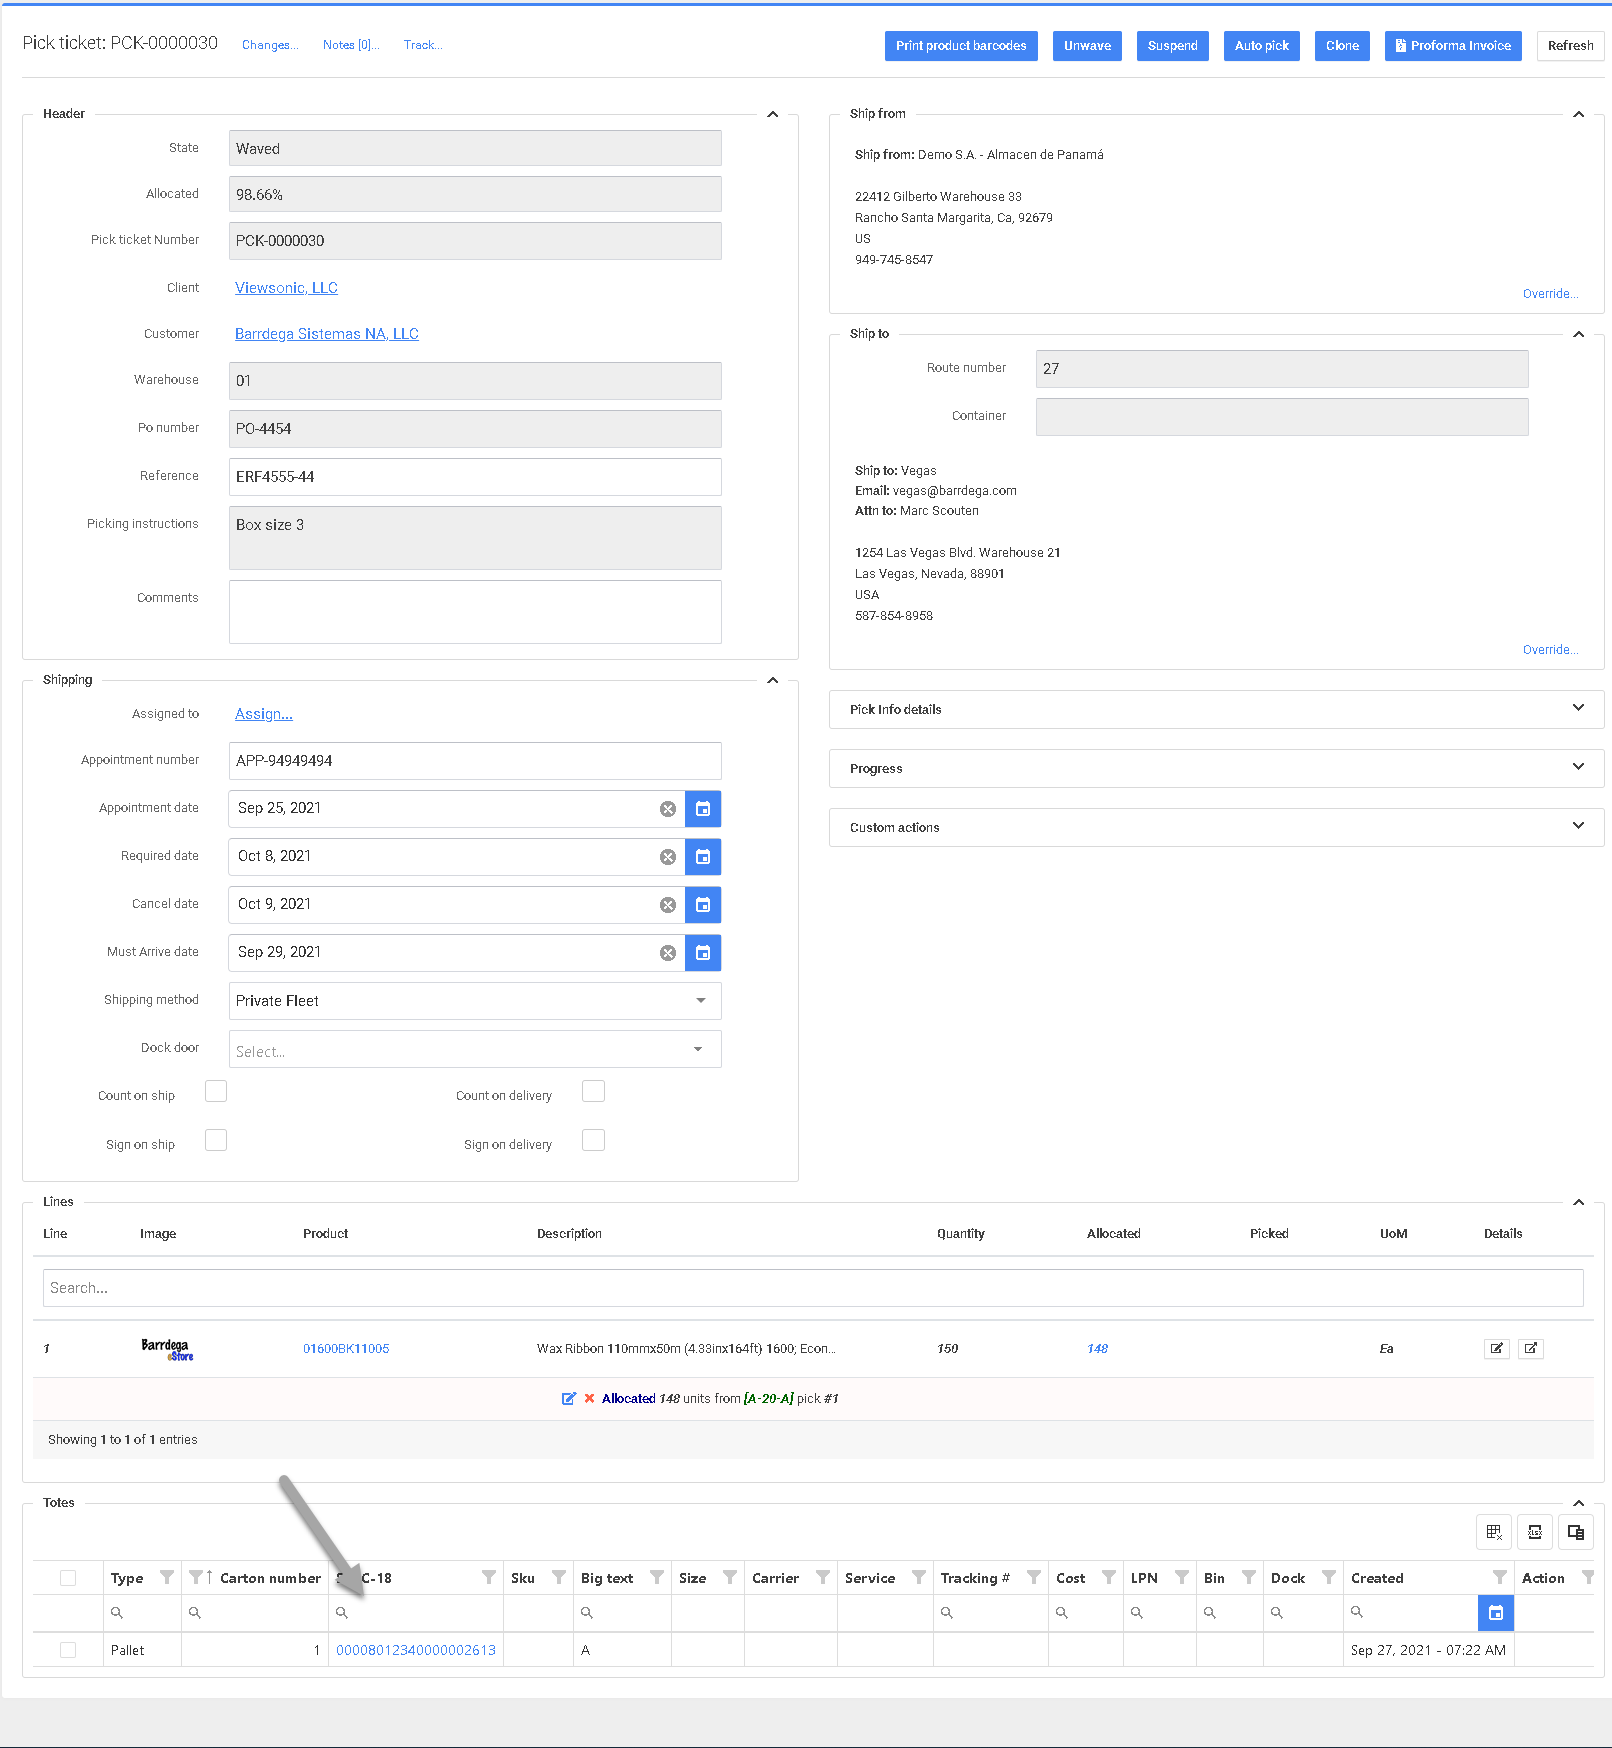 Pick ticket: PCK-0000030 Changes... Notes [0]... Track...
Print product barcodes Unwave Suspend Auto pick Clone Proforma Invoice Refresh
Header
State Waved
Allocated 98.66%
Pick ticket Number PCK-0000030
Client Viewsonic, LLC
Customer Barrdega Sistemas NA, LLC
Warehouse 01
Po number PO-4454
Reference ERF4555-44
Picking instructions Box size 3
Comments
Ship from
Ship from: Demo S.A. - Almacen de Panamá
22412 Gilberto Warehouse 33
Rancho Santa Margarita, Ca, 92679
US
949-745-8547
Override...
Ship to
Route number 27
Container
Ship to: Vegas
Email: vegas@barrdega.com
Attn to: Marc Scouten
1254 Las Vegas Blvd. Warehouse 21
Las Vegas, Nevada, 88901
USA
587-854-8958
Override...
Shipping
Assigned to Assign...
Appointment number APP-94949494
Appointment date Sep 25, 2021
Required date Oct 8, 2021
Cancel date Oct 9, 2021
Must Arrive date Sep 29, 2021
Shipping method Private Fleet
Dock door Select...
Count on ship Count on delivery
Sign on ship Sign on delivery
Pick Info details
Progress
Custom actions
Lines
Line Image Product Description Quantity Allocated Picked UoM Details
Search...
1 Barrdega eStore 01600BK11005 Wax Ribbon 110mmx50m (4.33inx164ft) 1600; Econ... 150 148 Ea
Allocated 148 units from [A-20-A] pick #1
Showing 1 to 1 of 1 entries
Totes
XLSX
Type Carton number C-18 Sku Big text Size Carrier Service Tracking # Cost LPN Bin Dock Created Action
Pallet 1 00008012340000002613 A Sep 27, 2021 - 07:22 AM